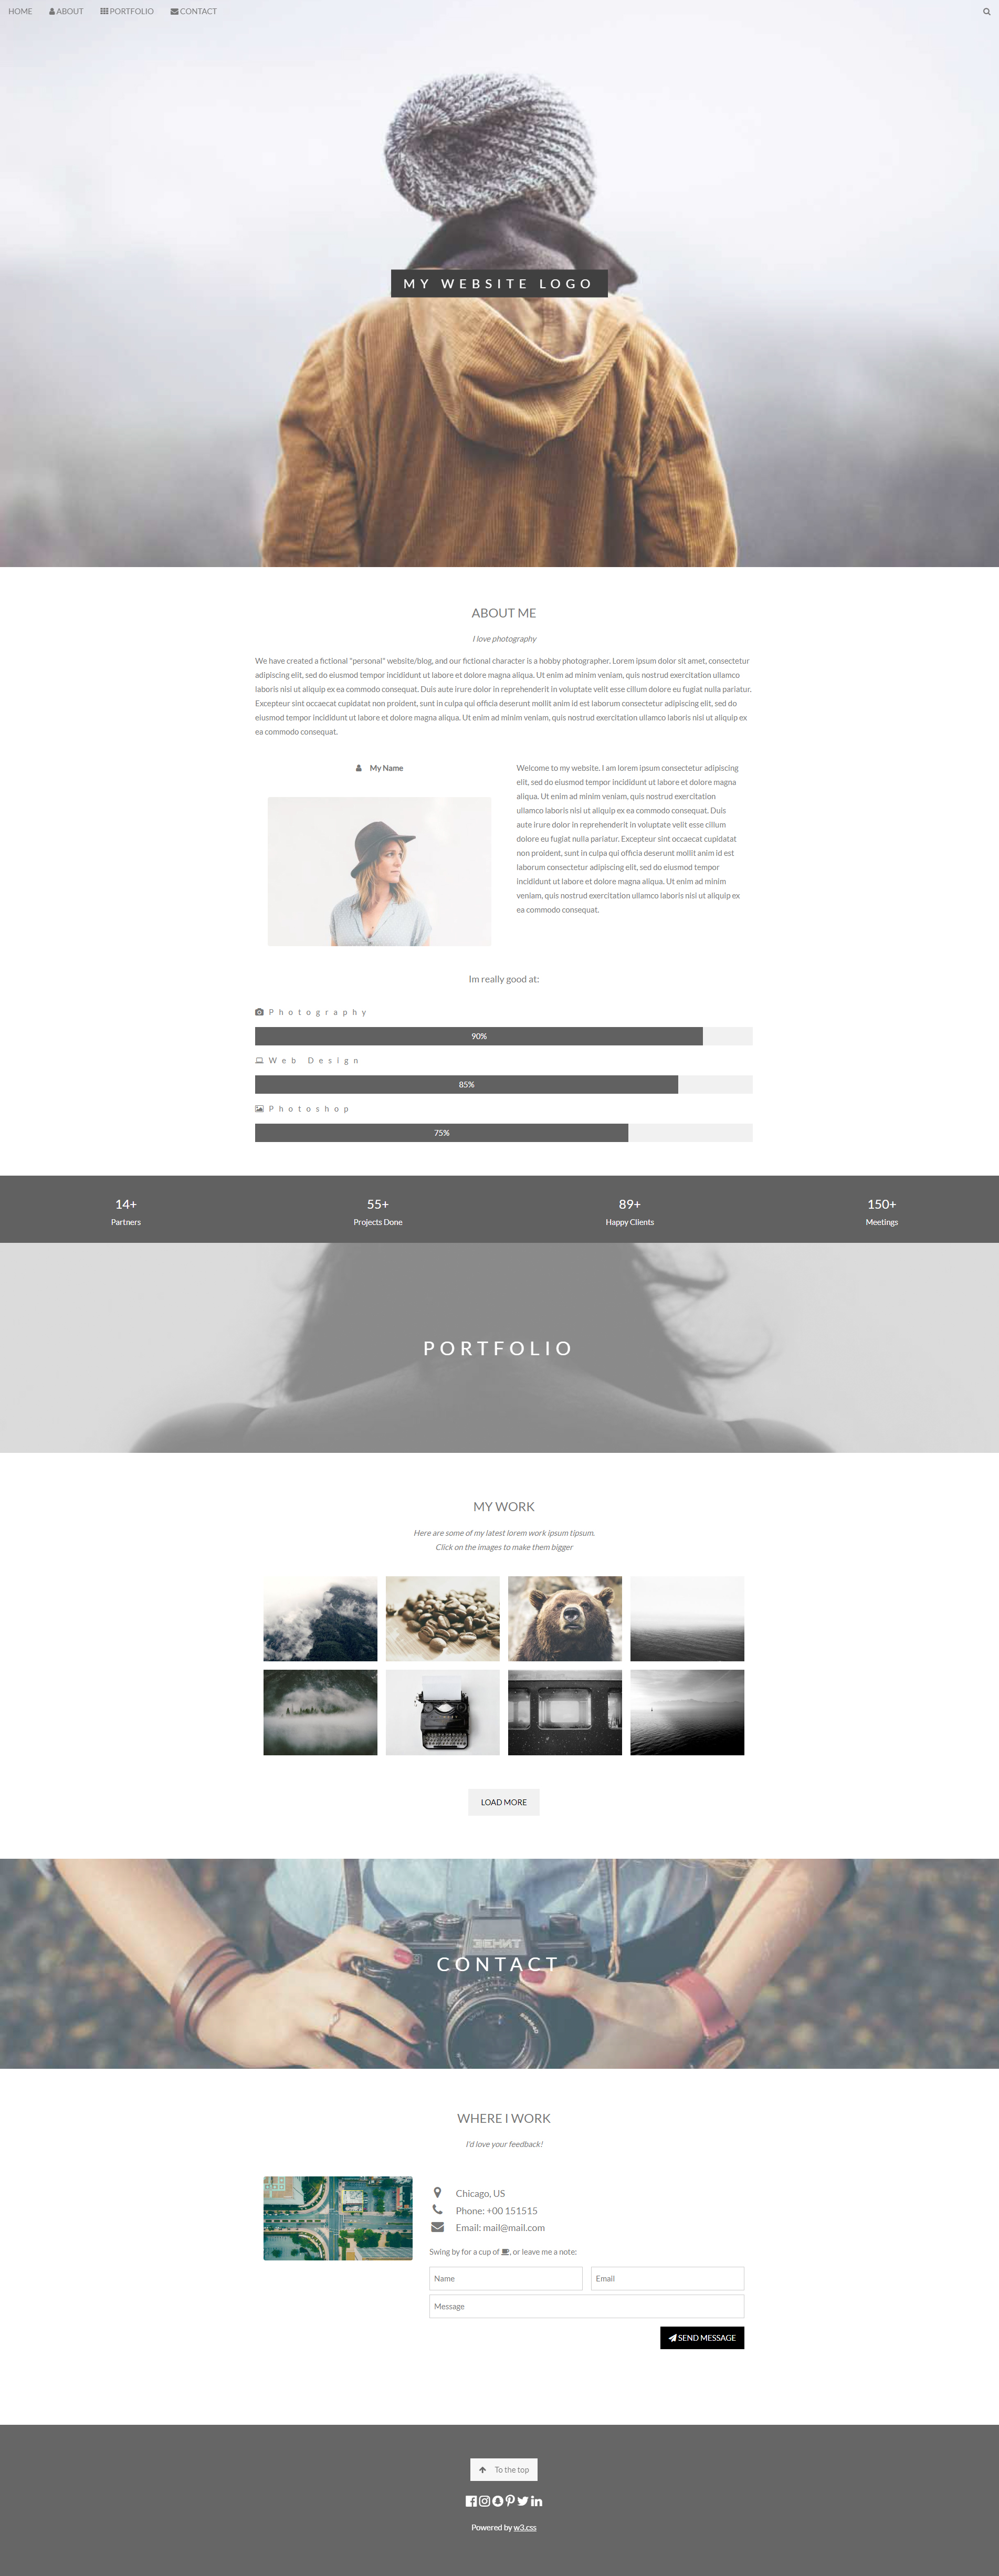 HOME ABOUT PORTFOLIO CONTACT
MY WEBSITE LOGO
ABOUT ME
I love photography
We have created a fictional "personal" website/blog, and our fictional character is a hobby photographer. Lorem ipsum dolor sit amet, consectetur
adipiscing elit, sed do eiusmod tempor incididunt ut labore et dolore magna aliqua. Ut enim ad minim veniam, quis nostrud exercitation ullamco
laboris nisi ut aliquip ex ea commodo consequat. Duis aute irure dolor in reprehenderit in voluptate velit esse cillum dolore eu fugiat nulla pariatur.
Excepteur sint occaecat cupidatat non proident, sunt in culpa qui officia deserunt mollit anim id est laborum consectetur adipiscing elit, sed do
eiusmod tempor incididunt ut labore et dolore magna aliqua. Ut enim ad minim veniam, quis nostrud exercitation ullamco laboris nisi ut aliquip ex
ea commodo consequat.
My Name
Welcome to my website. I am lorem ipsum consectetur adipiscing
elit, sed do eiusmod tempor incididunt ut labore et dolore magna
aliqua. Ut enim ad minim veniam, quis nostrud exercitation
ullamco laboris nisi ut aliquip ex ea commodo consequat. Duis
aute irure dolor in reprehenderit in voluptate velit esse cillum
dolore eu fugiat nulla pariatur. Excepteur sint occaecat cupidatat
non proident, sunt in culpa qui officia deserunt mollit anim id est
laborum consectetur adipiscing elit, sed do eiusmod tempor
incididunt ut labore et dolore magna aliqua. Ut enim ad minim
veniam, quis nostrud exercitation ullamco laboris nisi ut aliquip ex
ea commodo consequat.
Im really good at:
Photography
90%
Web Design
85%
Photoshop
75%
14+ 55+ 89+ 150+
Partners Projects Done Happy Clients Meetings
PORTFOLIO
MY WORK
Here are some of my latest lorem work ipsum tipsum.
Click on the images to make them bigger
LOAD MORE
ЗЕНИТ
CONTACT
WHERE I WORK
I'd love your feedback!
Chicago, US
Phone: +00 151515
Email: mail@mail.com
Swing by for a cup of , or leave me a note:
Name Email
Message
SEND MESSAGE
To the top
Powered by w3.css